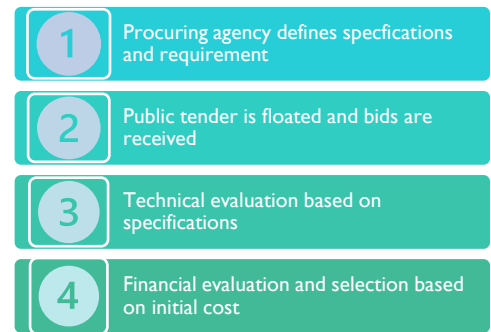 1
Procuring agency defines specfications
and requirement
2
Public tender is floated and bids are
received
3
Technical evaluation based on
specifications
4
Financial evaluation and selection based
on initial cost